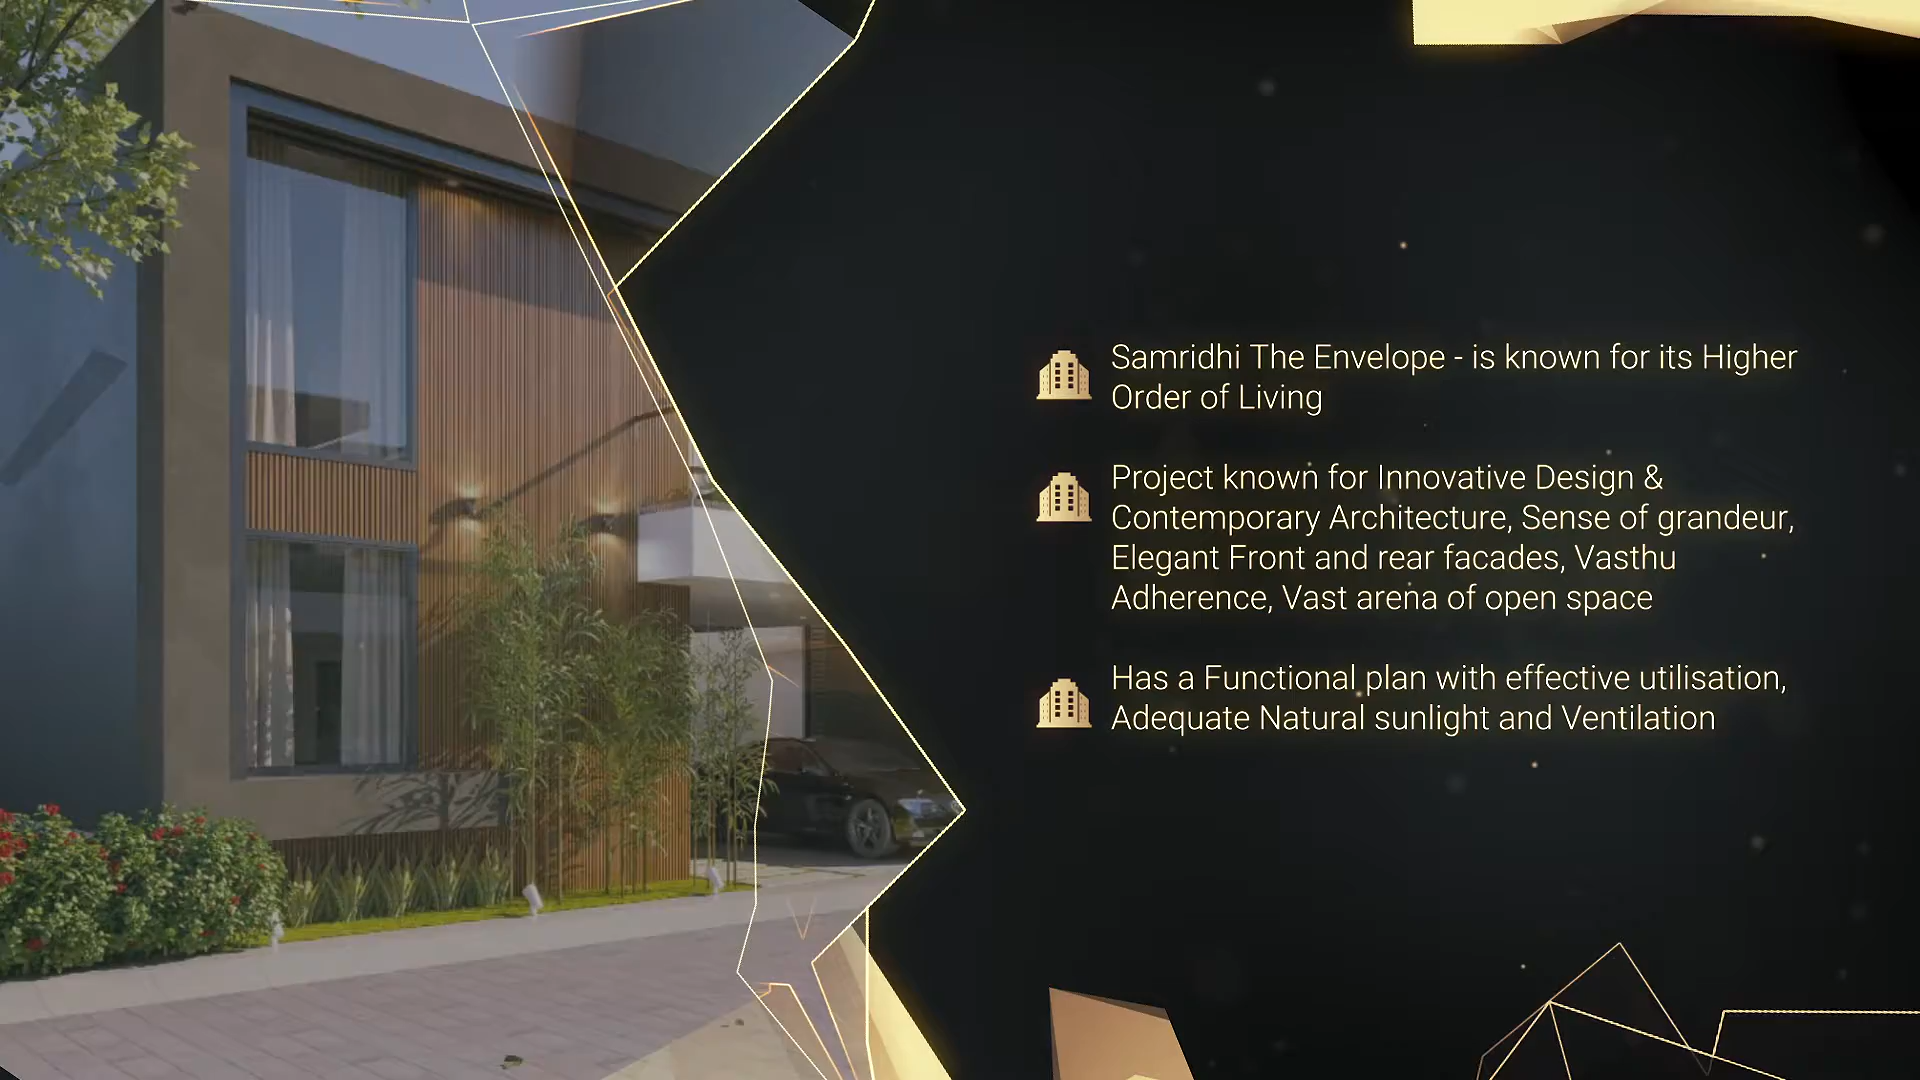 Samridhi The Envelope - is known for its Higher
Order of Living
Project known for Innovative Design &
Contemporary Architecture, Sense of grandeur,
Elegant Front and rear facades, Vasthu
Adherence, Vast arena of open space
Has a Functional plan with effective utilisation,
Adequate Natural sunlight and Ventilation